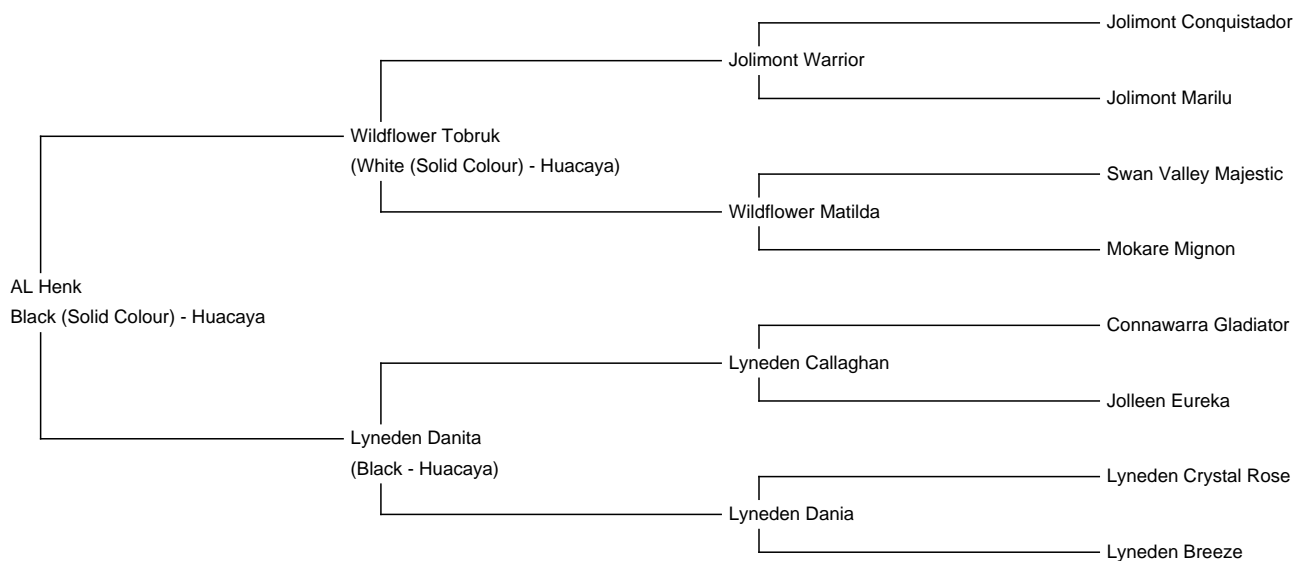 Jolimont Conquistador
Jolimont Warrior
Jolimont Marilu
Wildflower Tobruk
(White (Solid Colour) - Huacaya)
Swan Valley Majestic
Wildflower Matilda
Mokare Mignon
AL Henk
Black (Solid Colour) - Huacaya
Connawarra Gladiator
Lyneden Callaghan
Jolleen Eureka
Lyneden Danita
(Black - Huacaya)
Lyneden Crystal Rose
Lyneden Dania
Lyneden Breeze